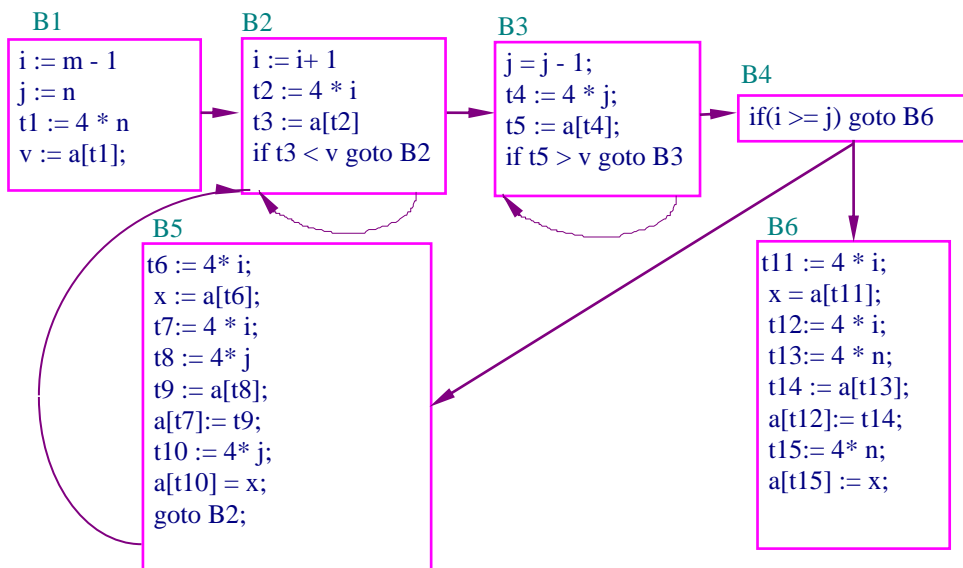 B1
i := m - 1
j := n
t1 := 4 * n
v := a[t1];
B2
i := i+ 1
t2 := 4 * i
t3 := a[t2]
if t3 < v goto B2
B3
j = j - 1;
t4 := 4 * j;
t5 := a[t4];
if t5 > v goto B3
B4
if(i >= j) goto B6
B5
t6 := 4* i;
x := a[t6];
t7:= 4 * i;
t8 := 4* j
t9 := a[t8];
a[t7]:= t9;
t10 := 4* j;
a[t10] = x;
goto B2;
B6
t11 := 4 * i;
x = a[t11];
t12:= 4 * i;
t13:= 4 * n;
t14 := a[t13];
a[t12]:= t14;
t15:= 4* n;
a[t15] := x;